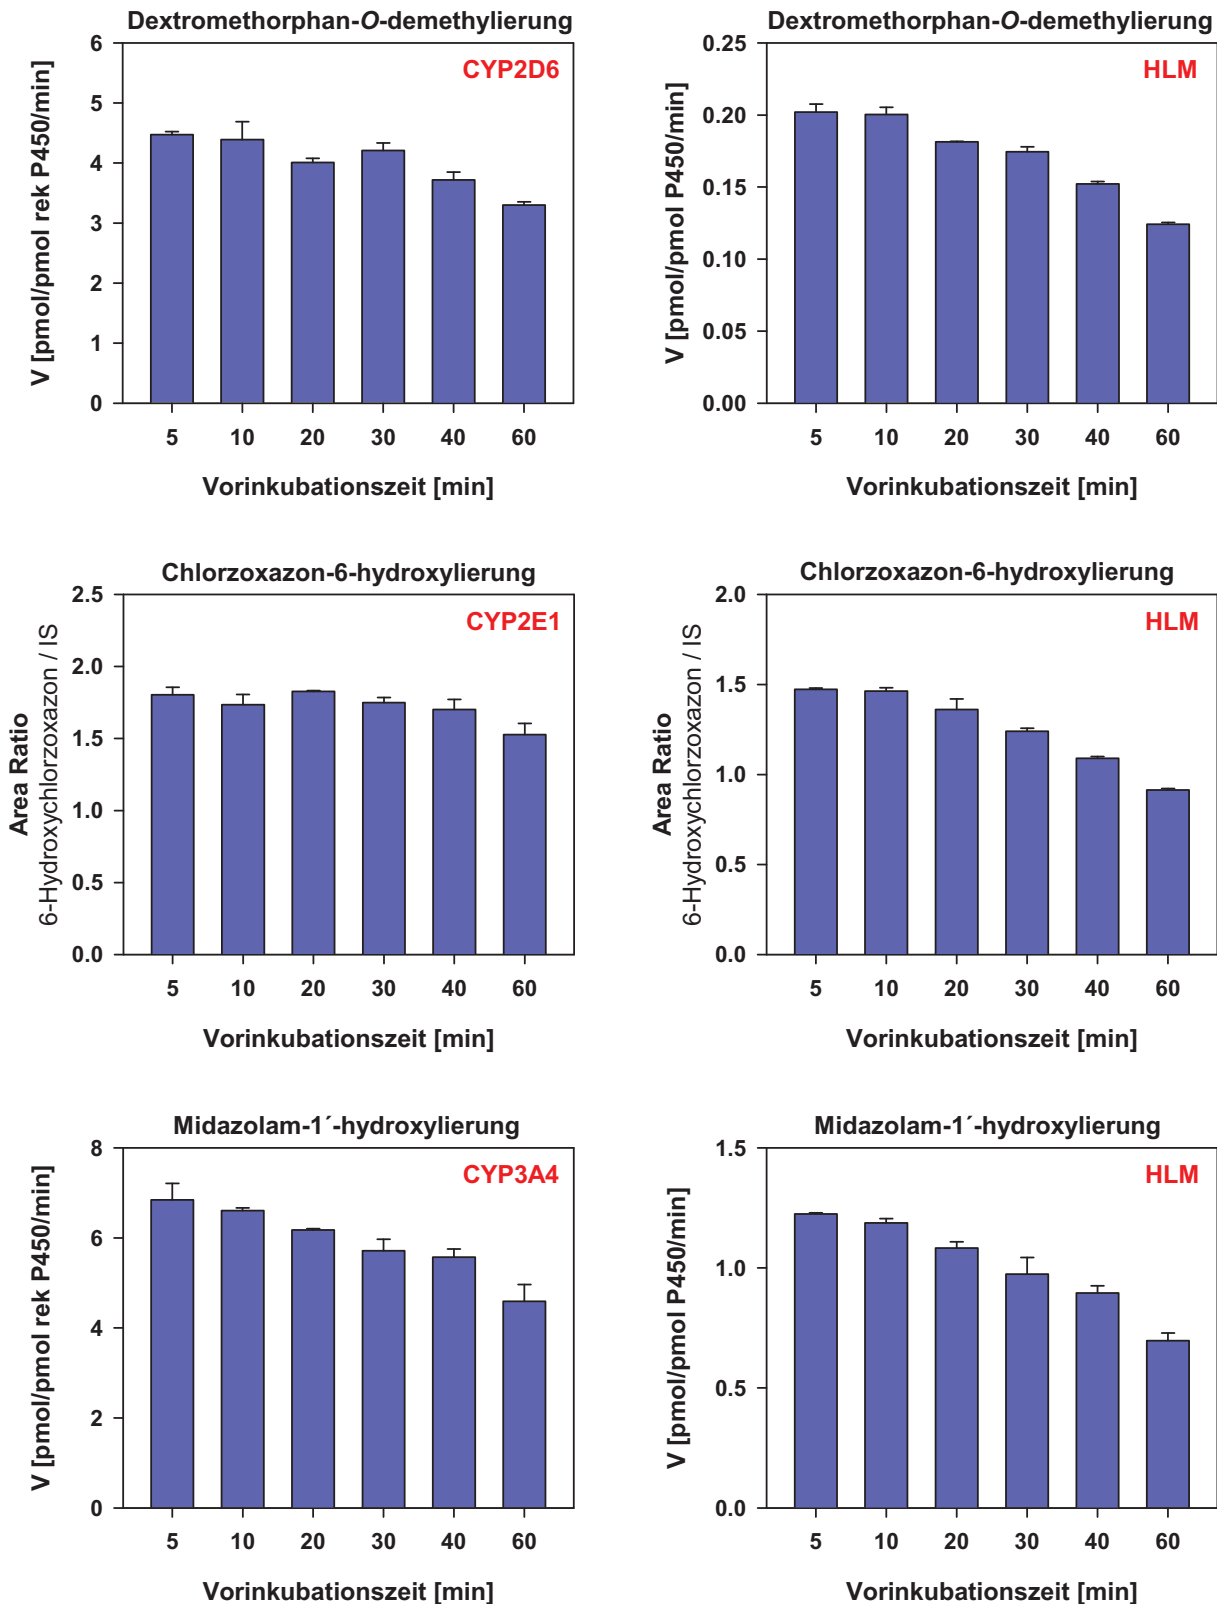 Dextromethorphan-O-demethylierung
CYP2D6
V [pmol/pmol rek P450/min]
6
5
4
3
2
1
0
5 10 20 30 40 60
Vorinkubationszeit [min]
Dextromethorphan-O-demethylierung
HLM
V [pmol/pmol P450/min]
0.25
0.20
0.15
0.10
0.05
0.00
5 10 20 30 40 60
Vorinkubationszeit [min]
Chlorzoxazon-6-hydroxylierung
CYP2E1
Area Ratio
6-Hydroxychlorzoxazon / IS
2.5
2.0
1.5
1.0
0.5
0.0
5 10 20 30 40 60
Vorinkubationszeit [min]
Chlorzoxazon-6-hydroxylierung
HLM
Area Ratio
6-Hydroxychlorzoxazon / IS
2.0
1.5
1.0
0.5
0.0
5 10 20 30 40 60
Vorinkubationszeit [min]
Midazolam-1´-hydroxylierung
CYP3A4
V [pmol/pmol rek P450/min]
8
6
4
2
0
5 10 20 30 40 60
Vorinkubationszeit [min]
Midazolam-1´-hydroxylierung
HLM
V [pmol/pmol P450/min]
1.5
1.0
0.5
0.0
5 10 20 30 40 60
Vorinkubationszeit [min]